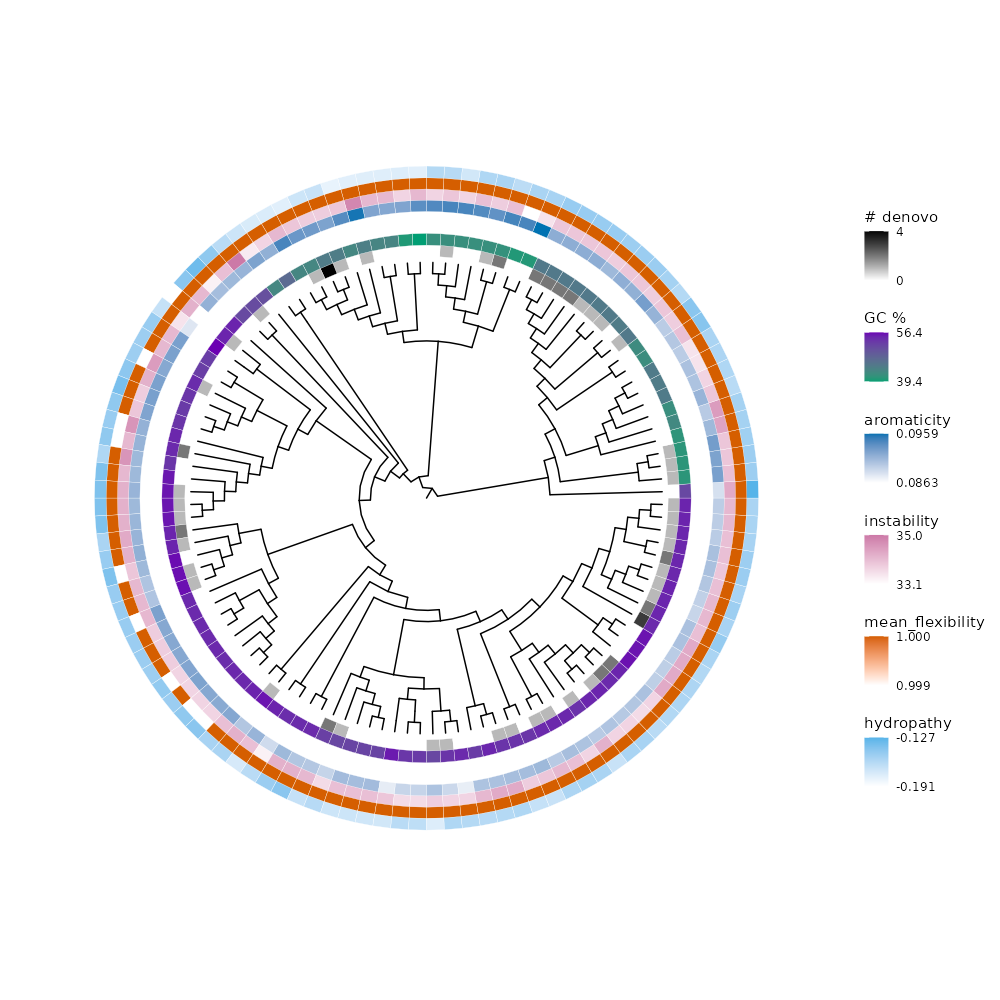 # denovo
4
0
GC %
56.4
39.4
aromaticity
0.0959
0.0863
instability
35.0
33.1
mean_flexibility
1.000
0.999
hydropathy
-0.127
-0.191